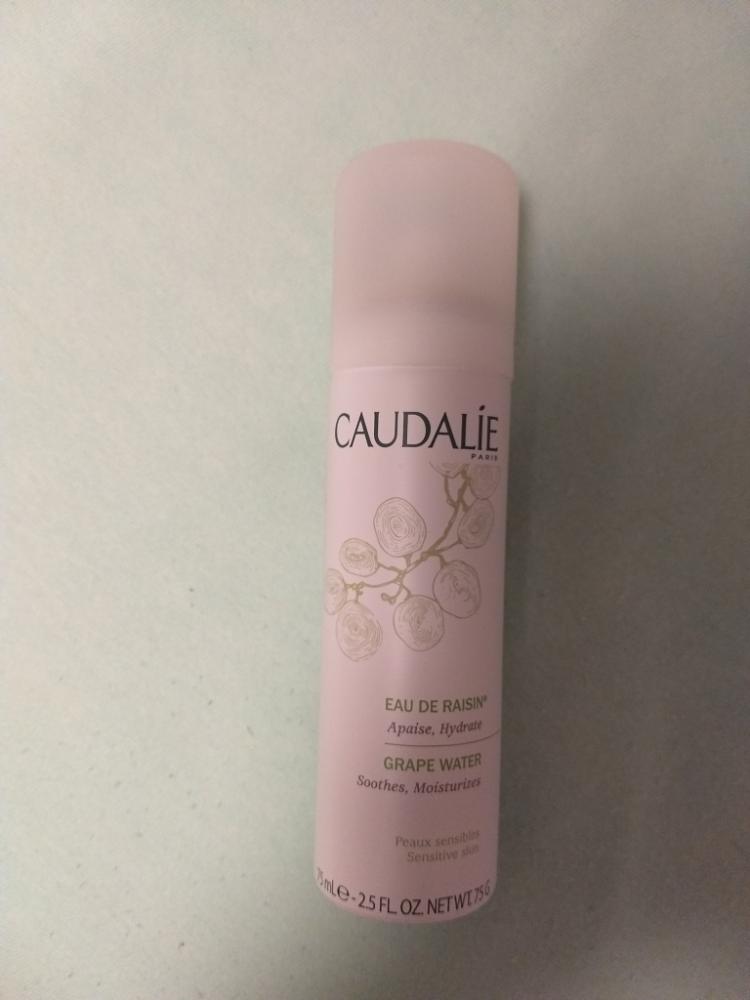 CAUDALÍE
PARIS
EAU DE RAISIN®
Apaise, Hydrate
GRAPE WATER
Soothes, Moisturizes
Peaux sensibles
Sensitive skin
75 mL ℮ - 2.5 FL. OZ. NET WT. 75 G